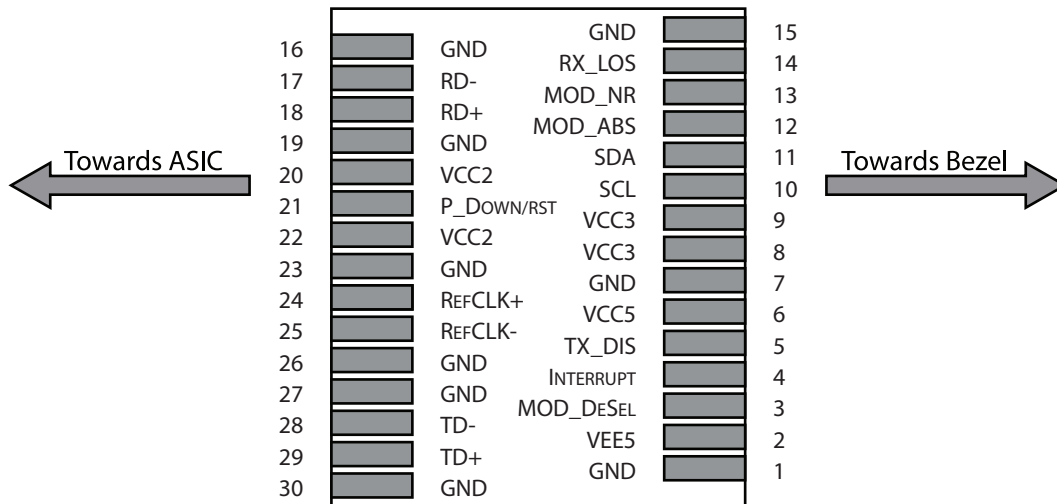 GND 15
16 GND
RX_LOS 14
17 RD-
MOD_NR 13
18 RD+
MOD_ABS 12
19 GND
Towards ASIC
SDA 11
Towards Bezel
20 VCC2
SCL 10
21 P_DOWN/RST
VCC3 9
22 VCC2
VCC3 8
23 GND
GND 7
24 REFCLK+
VCC5 6
25 REFCLK-
TX_DIS 5
26 GND
INTERRUPT 4
27 GND
MOD_DESEL 3
28 TD-
VEE5 2
29 TD+
GND 1
30 GND